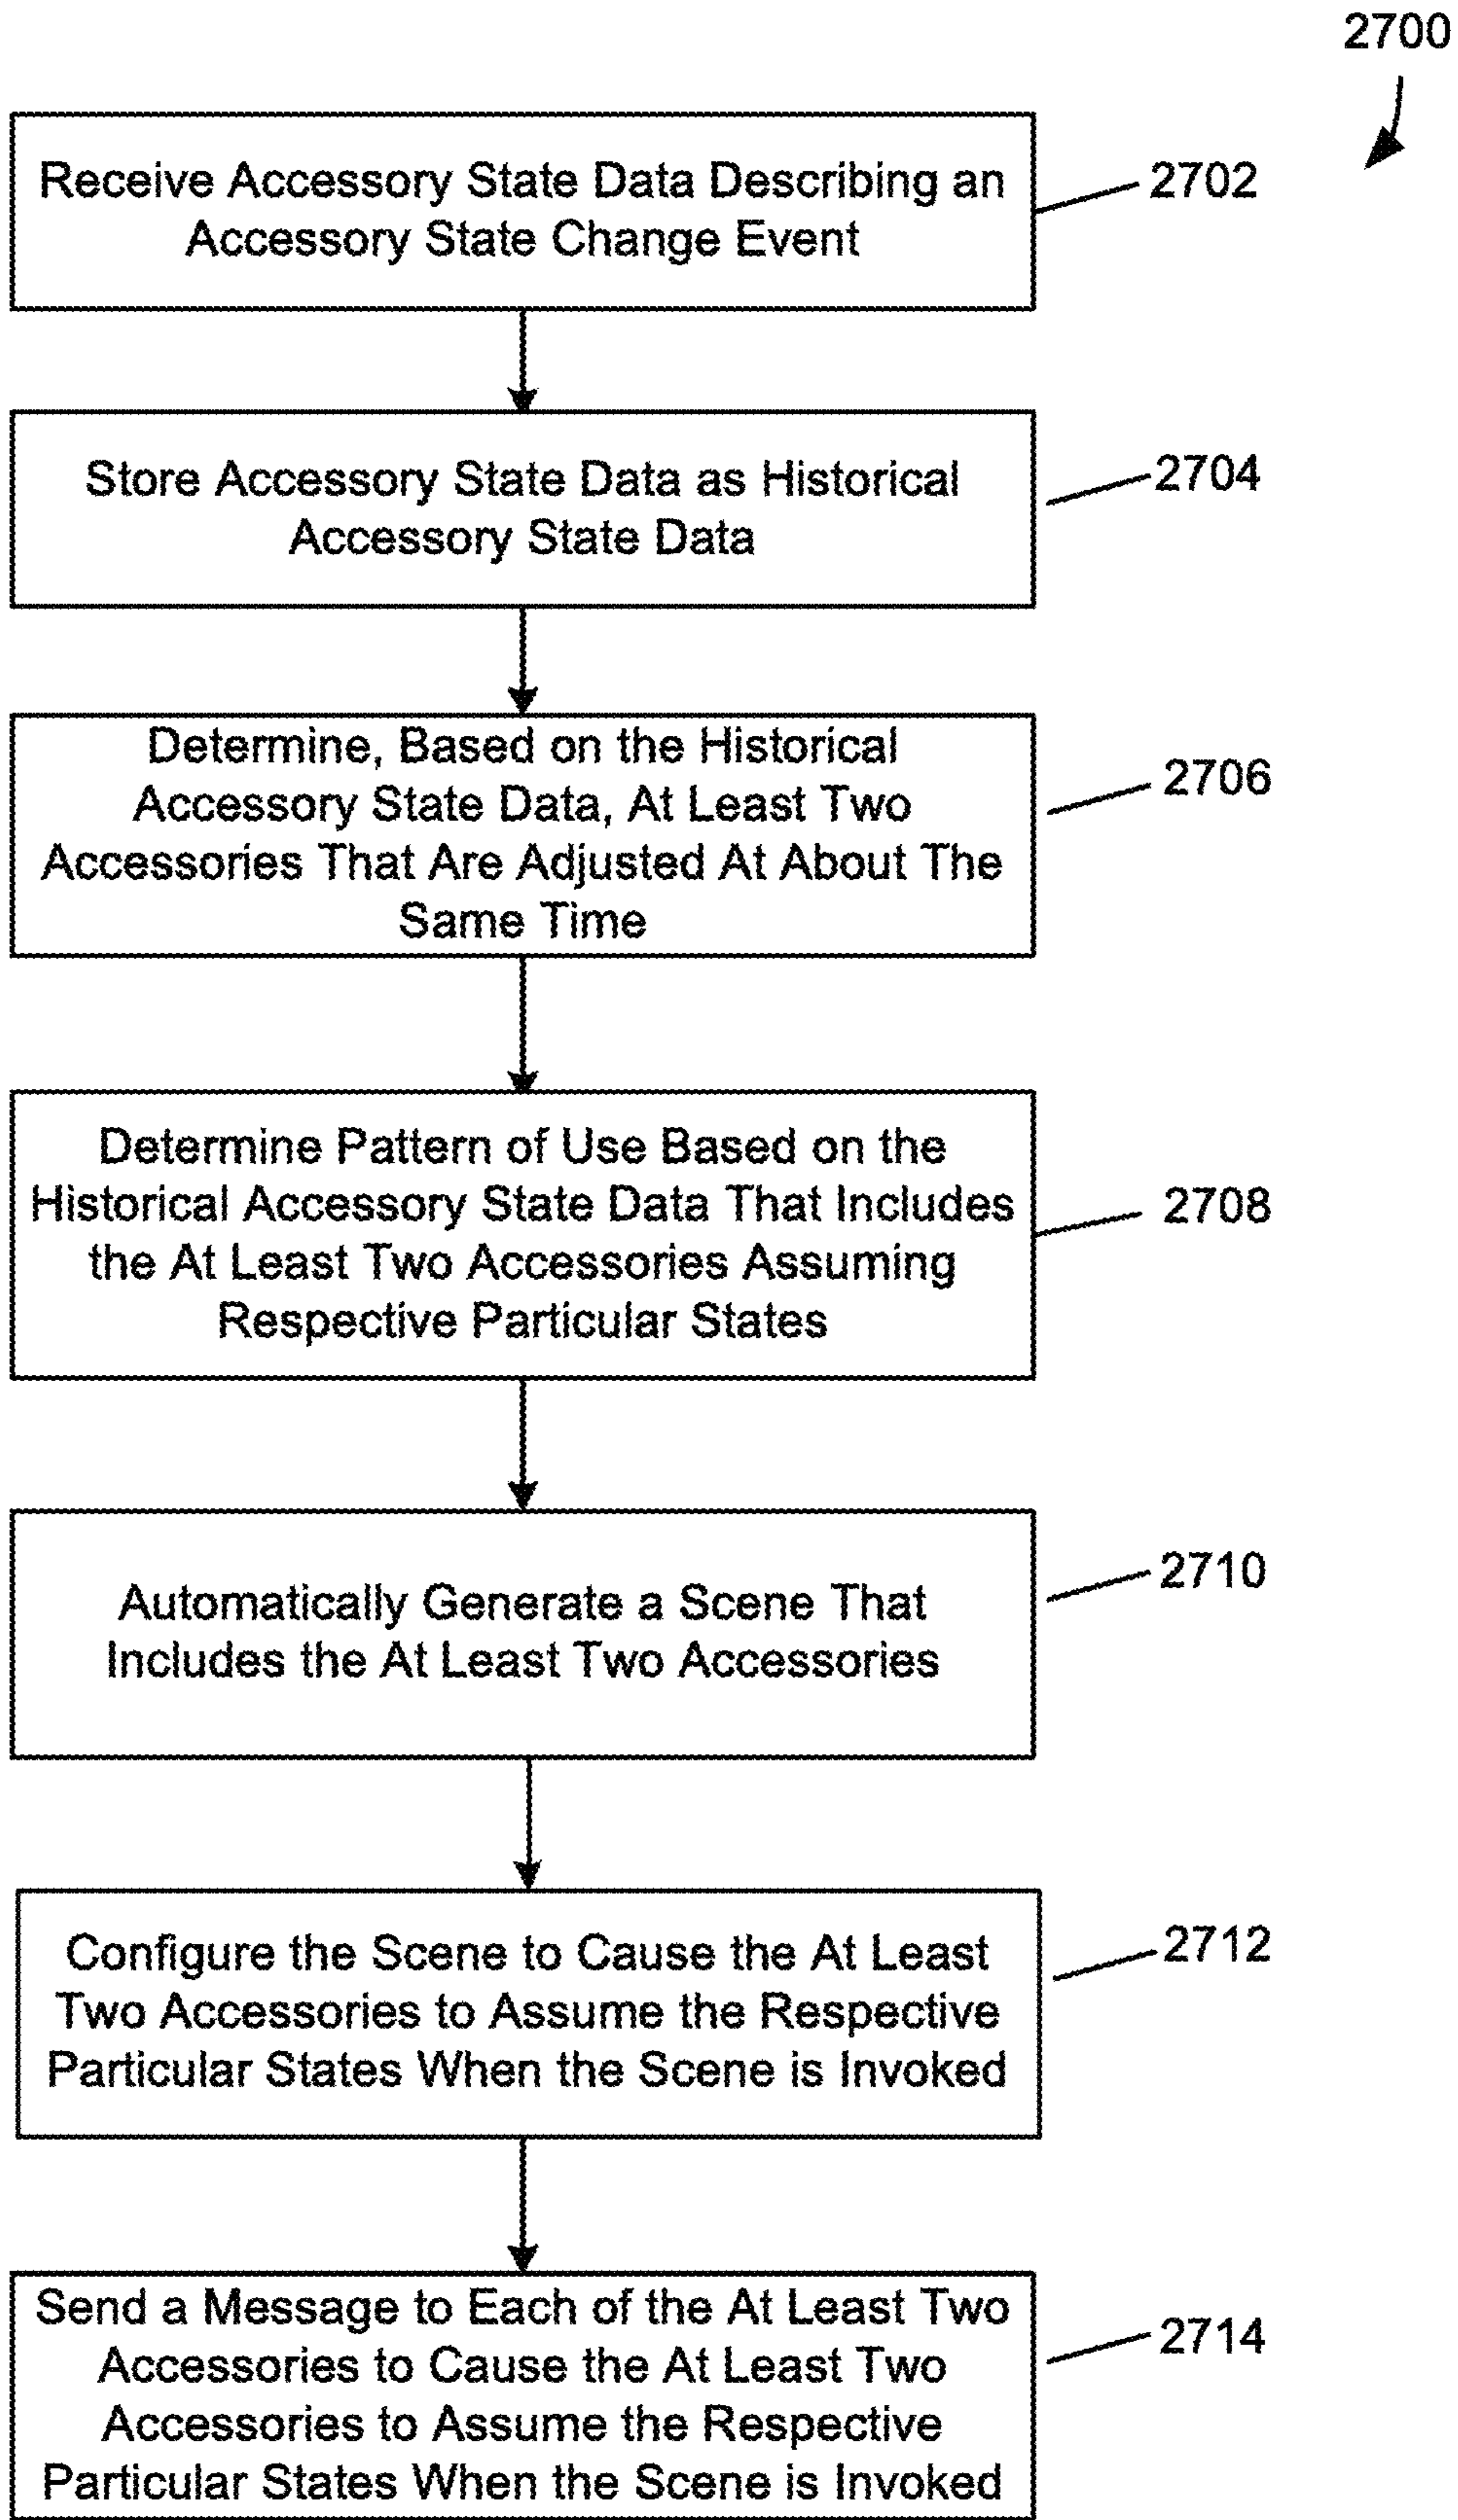 2700
Receive Accessory State Data Describing an
Accessory State Change Event
2702
Store Accessory State Data as Historical
Accessory State Data
2704
Determine, Based on the Historical
Accessory State Data, At Least Two
Accessories That Are Adjusted At About The
Same Time
2706
Determine Pattern of Use Based on the
Historical Accessory State Data That Includes
the At Least Two Accessories Assuming
Respective Particular States
2708
Automatically Generate a Scene That
Includes the At Least Two Accessories
2710
Configure the Scene to Cause the At Least
Two Accessories to Assume the Respective
Particular States When the Scene is Invoked
2712
Send a Message to Each of the At Least Two
Accessories to Cause the At Least Two
Accessories to Assume the Respective
Particular States When the Scene is Invoked
2714